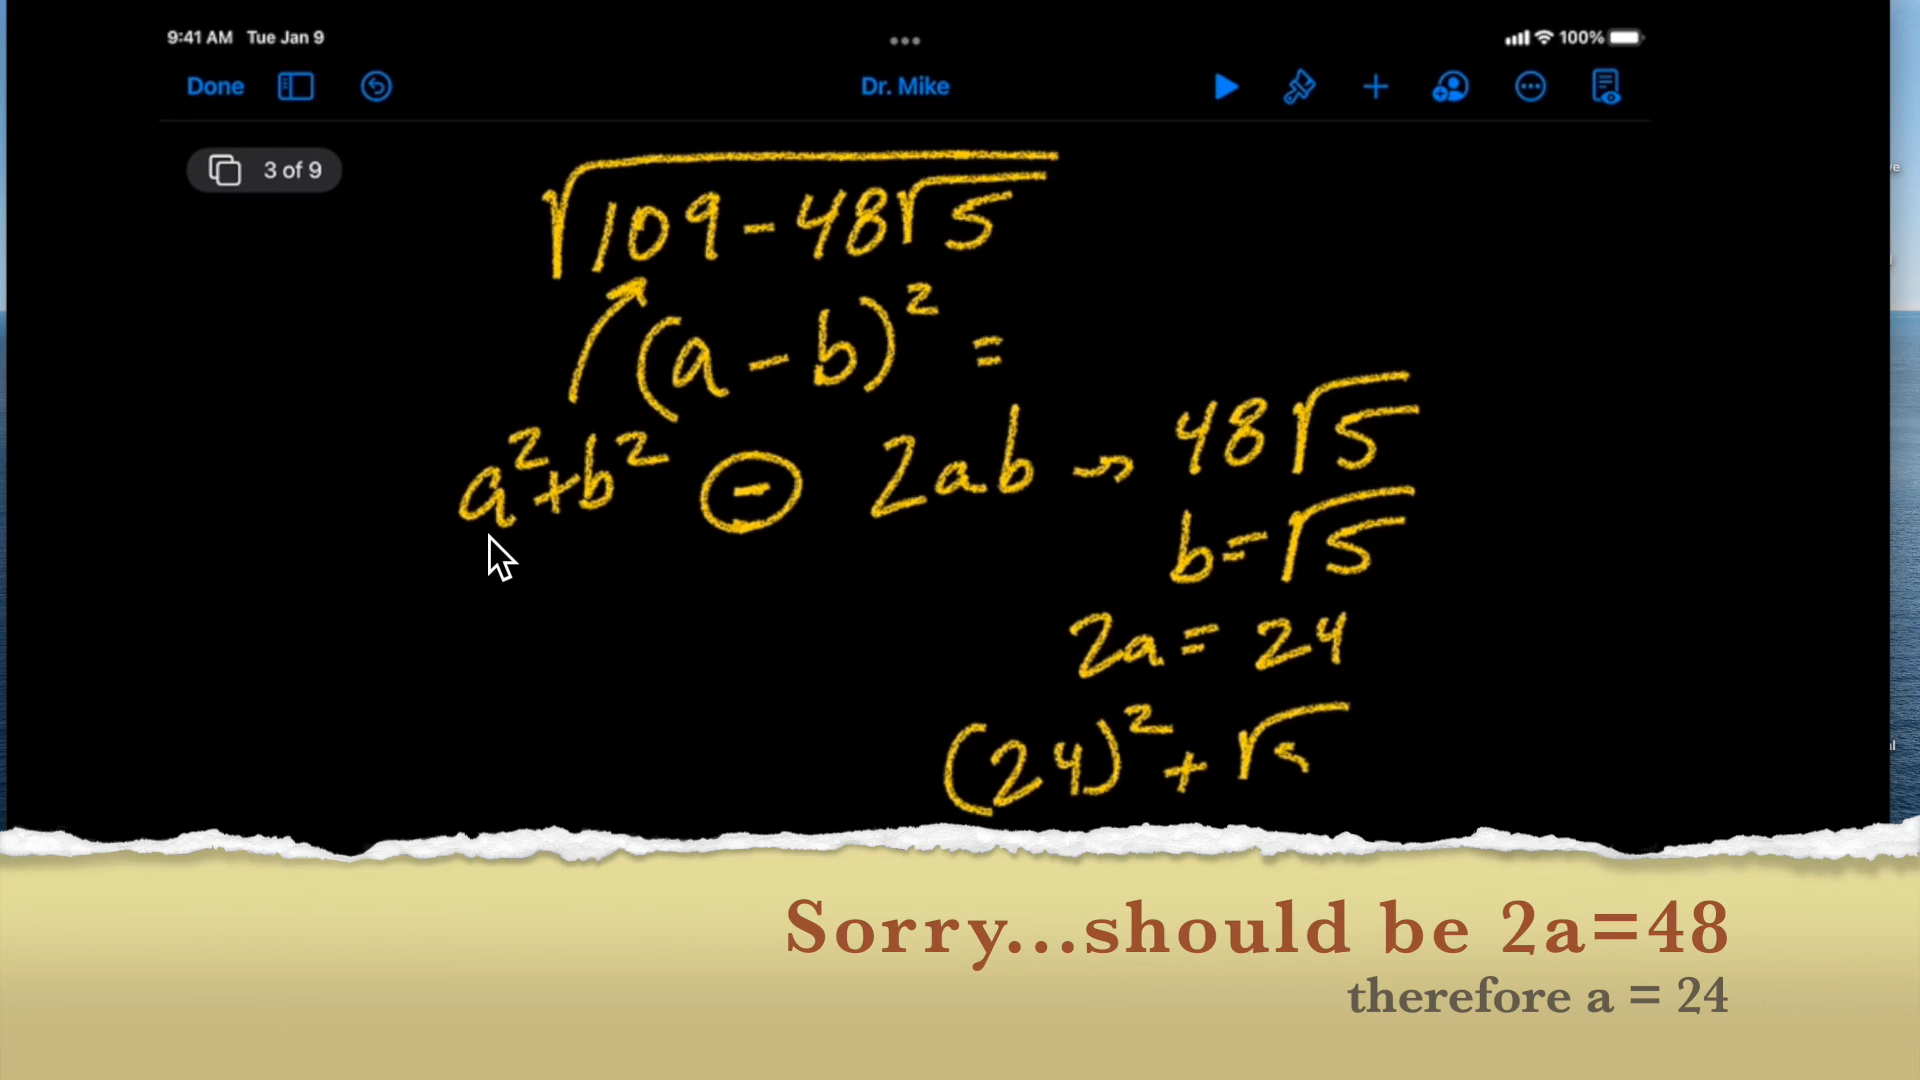 9:41 AM Tue Jan 9
100%
Done
Dr. Mike
3 of 9
√(109 - 48√5)
(a - b)² =
a² + b² - 2ab → 48√5
b = √5
2a = 24
(24)² + √5
Sorry...should be 2a=48
therefore a = 24